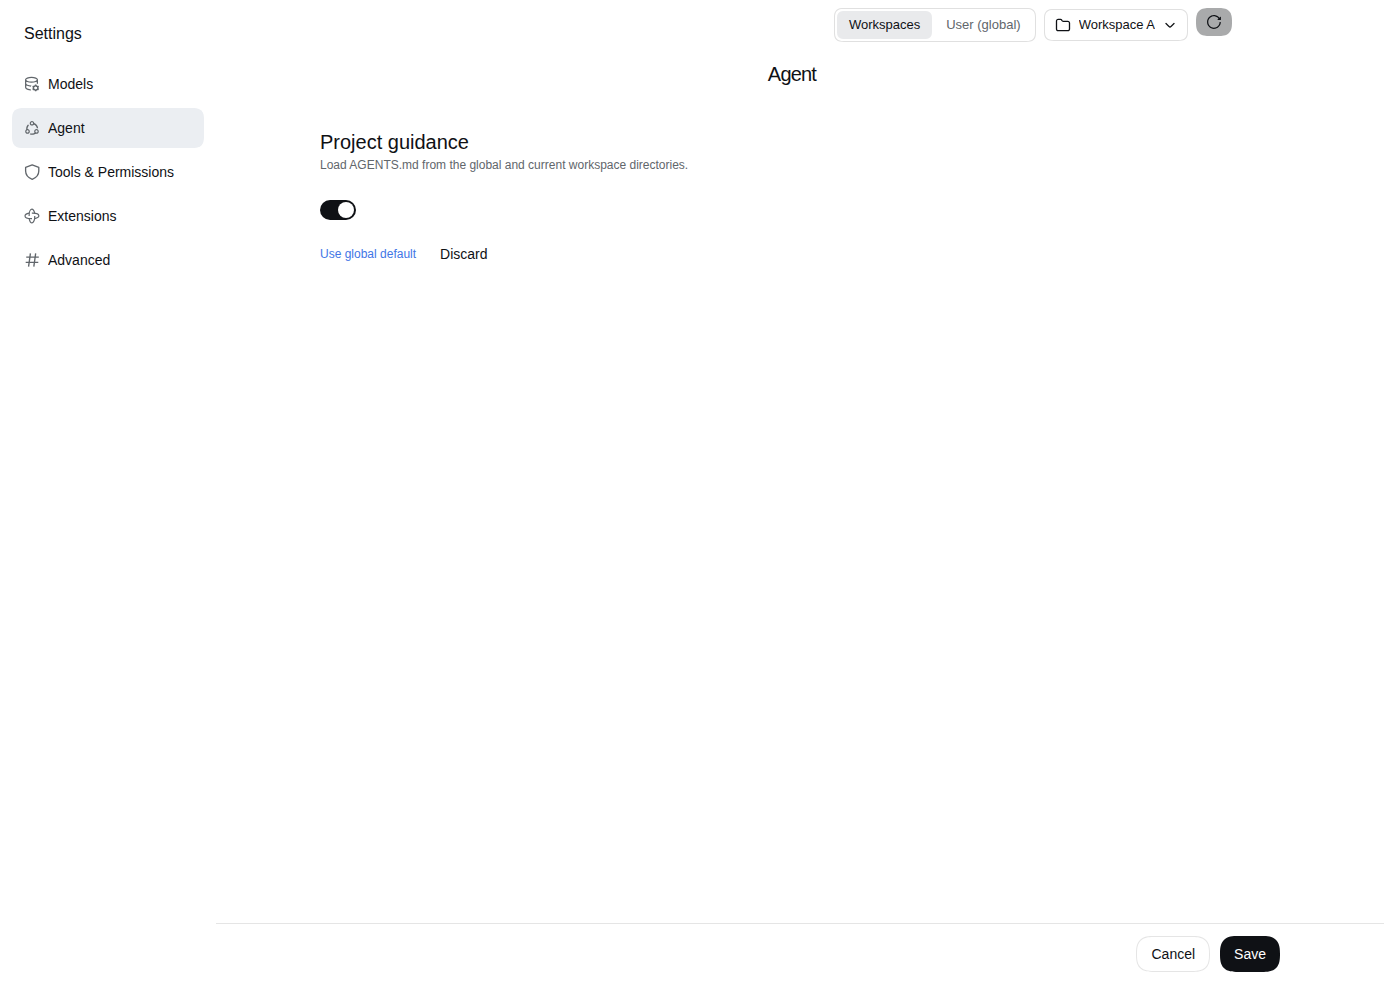 Settings
Models
Agent
Tools & Permissions
Extensions
Advanced
Workspaces
User (global)
Workspace A
Agent
Project guidance
Load AGENTS.md from the global and current workspace directories.
Use global default
Discard
Cancel
Save